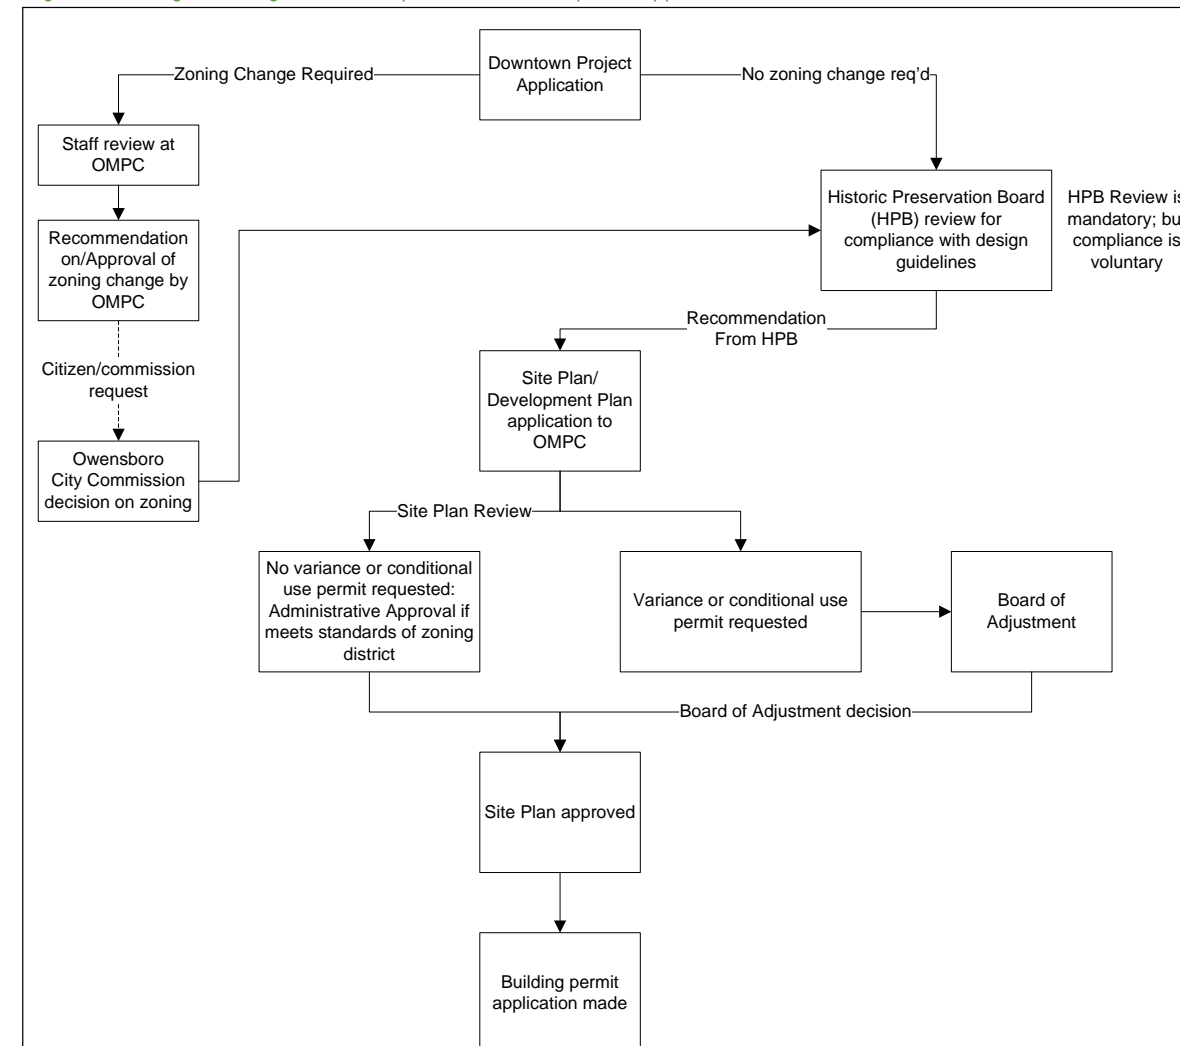 Downtown Project
Application
Zoning Change Required
No zoning change req'd
Staff review at
OMPC
Recommendation
on/Approval of
zoning change by
OMPC
Citizen/commission
request
Owensboro
City Commission
decision on zoning
Historic Preservation Board
(HPB) review for
compliance with design
guidelines
HPB Review
mandatory;
compliance
voluntary
Recommendation
From HPB
Site Plan/
Development Plan
application to
OMPC
Site Plan Review
No variance or conditional
use permit requested:
Administrative Approval if
meets standards of zoning
district
Variance or conditional use
permit requested
Board of
Adjustment
Board of Adjustment decision
Site Plan approved
Building permit
application made